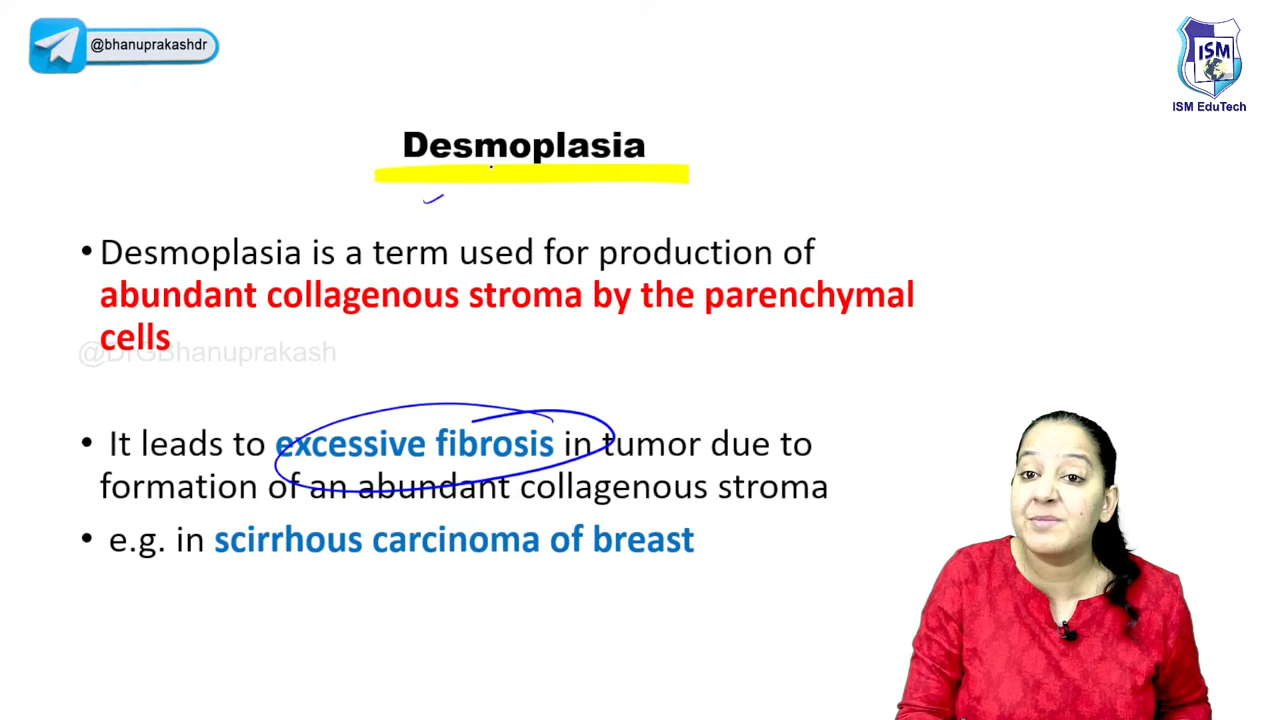 @bhanuprakashdr
ISM
ISM EduTech
Desmoplasia
• Desmoplasia is a term used for production of
abundant collagenous stroma by the parenchymal
cells
@DrGBhanuprakash
• It leads to excessive fibrosis in tumor due to
formation of an abundant collagenous stroma
• e.g. in scirrhous carcinoma of breast